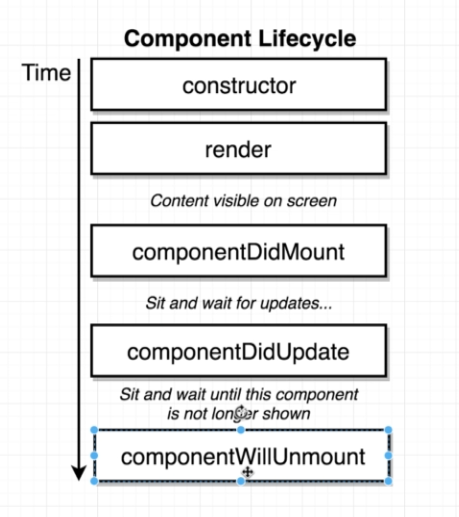 Component Lifecycle
Time
constructor
render
Content visible on screen
componentDidMount
Sit and wait for updates...
componentDidUpdate
Sit and wait until this component
is not longer shown
componentWillUnmount